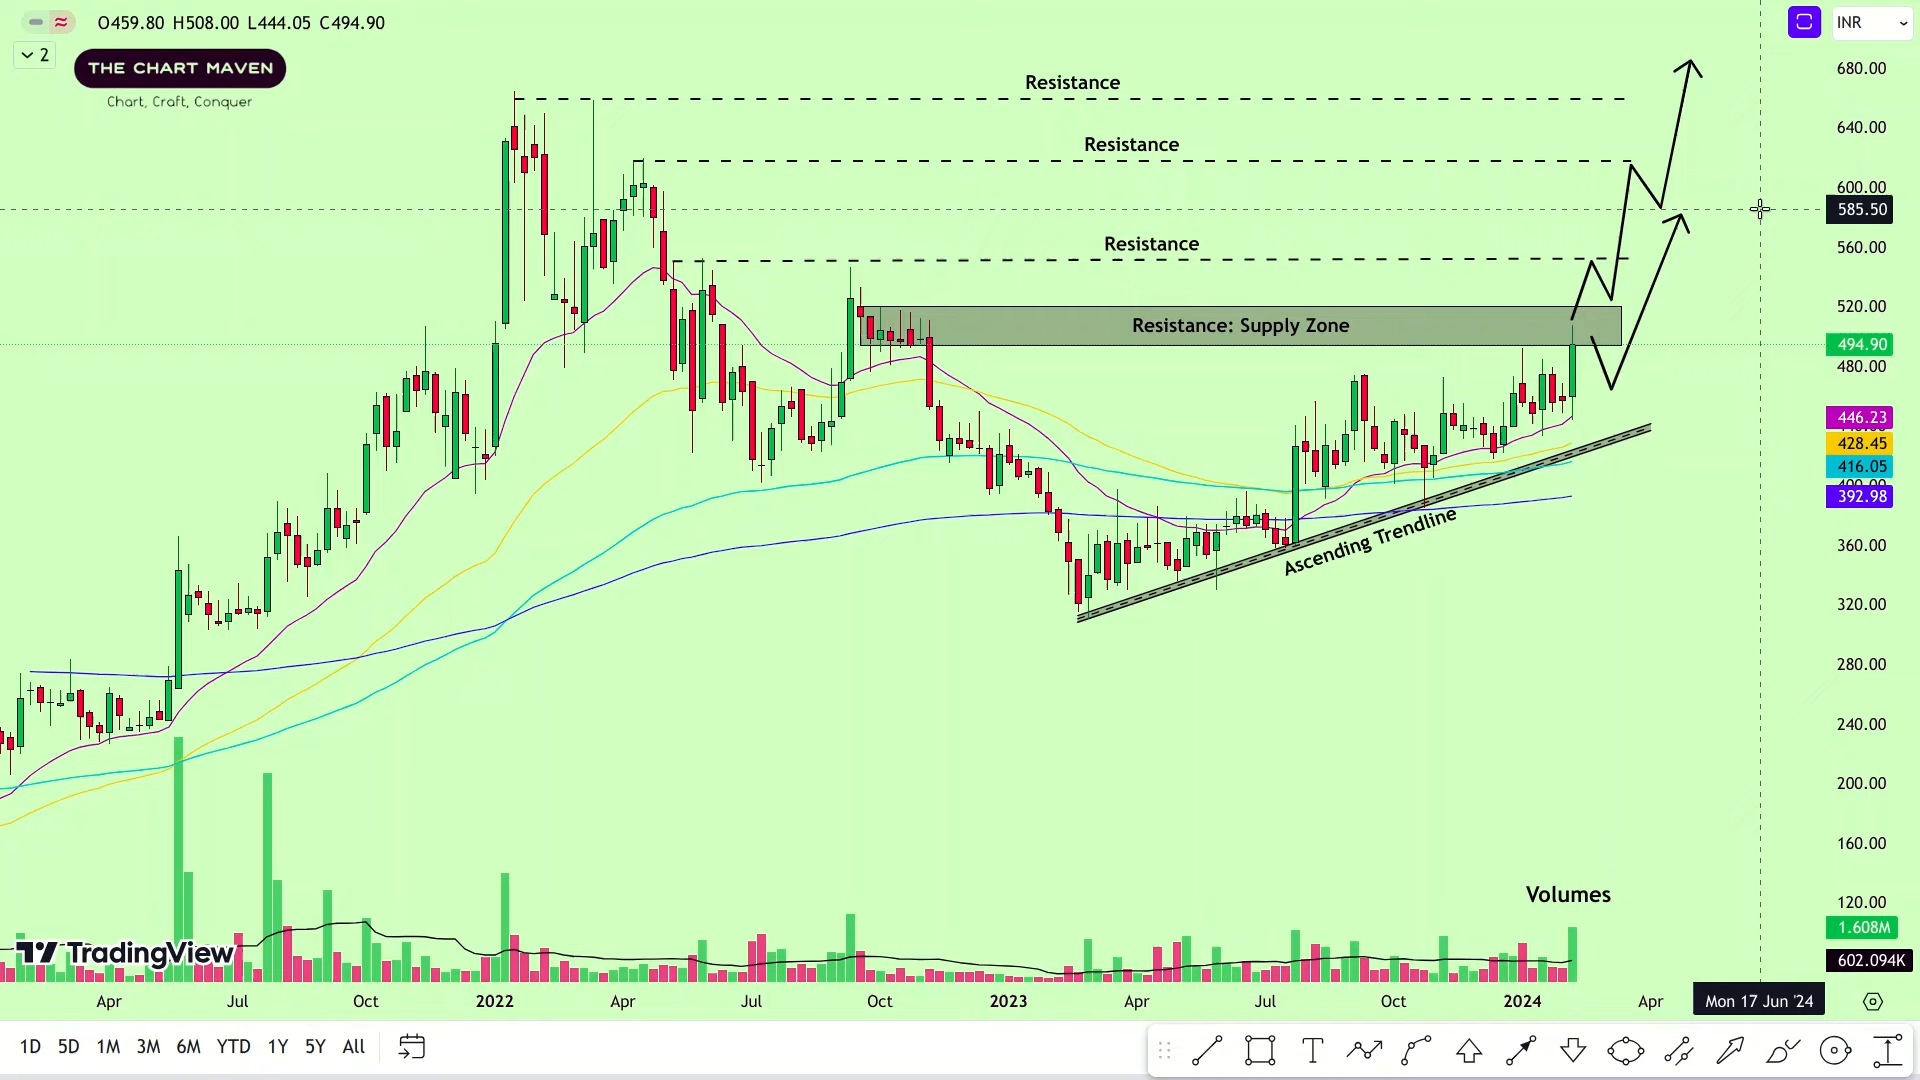 O459.80 H508.00 L444.05 C494.90
INR
2
THE CHART MAVEN
Chart, Craft, Conquer
Resistance
Resistance
Resistance
Resistance: Supply Zone
Ascending Trendline
Volumes
680.00
640.00
600.00
585.50
560.00
520.00
494.90
480.00
446.23
428.45
416.05
392.98
360.00
320.00
280.00
240.00
200.00
160.00
120.00
1.608M
602.094K
TradingView
Apr Jul Oct 2022 Apr Jul Oct 2023 Apr Jul Oct 2024 Apr Mon 17 Jun '24
1D 5D 1M 3M 6M YTD 1Y 5Y All